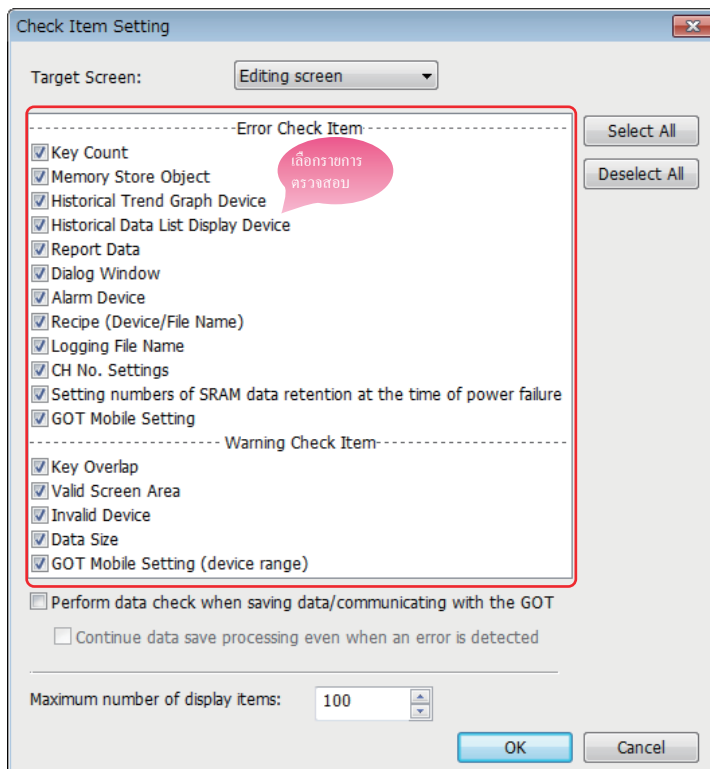 Check Item Setting
Target Screen: Editing screen
Error Check Item
Select All
Key Count
เลือกรายการ
ตรวจสอบ
Memory Store Object
Deselect All
Historical Trend Graph Device
Historical Data List Display Device
Report Data
Dialog Window
Alarm Device
Recipe (Device/File Name)
Logging File Name
CH No. Settings
Setting numbers of SRAM data retention at the time of power failure
GOT Mobile Setting
Warning Check Item
Key Overlap
Valid Screen Area
Invalid Device
Data Size
GOT Mobile Setting (device range)
Perform data check when saving data/communicating with the GOT
Continue data save processing even when an error is detected
Maximum number of display items: 100
OK Cancel